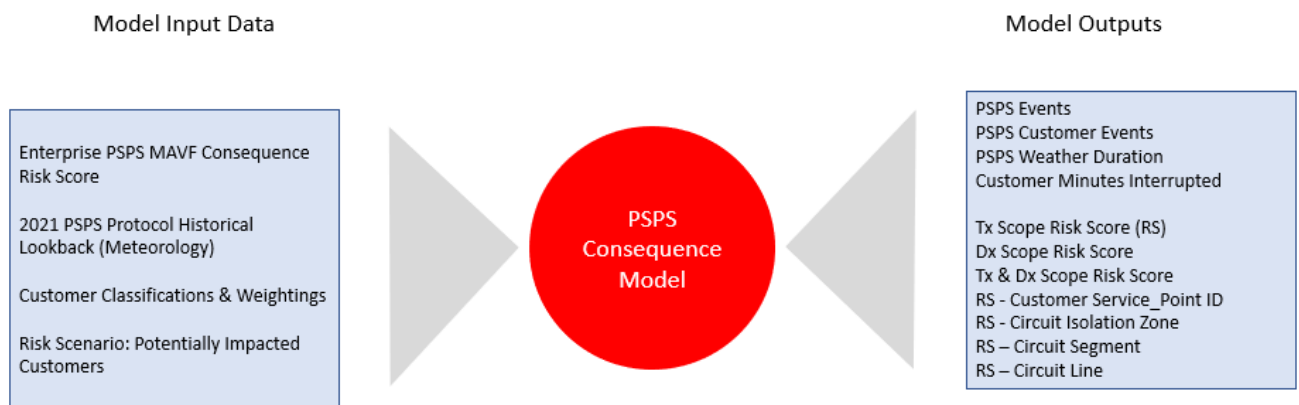 Model Input Data
Enterprise PSPS MAVF Consequence
Risk Score
2021 PSPS Protocol Historical
Lookback (Meteorology)
Customer Classifications & Weightings
Risk Scenario: Potentially Impacted
Customers
PSPS
Consequence
Model
Model Outputs
PSPS Events
PSPS Customer Events
PSPS Weather Duration
Customer Minutes Interrupted
Tx Scope Risk Score (RS)
Dx Scope Risk Score
Tx & Dx Scope Risk Score
RS - Customer Service_Point ID
RS - Circuit Isolation Zone
RS – Circuit Segment
RS – Circuit Line